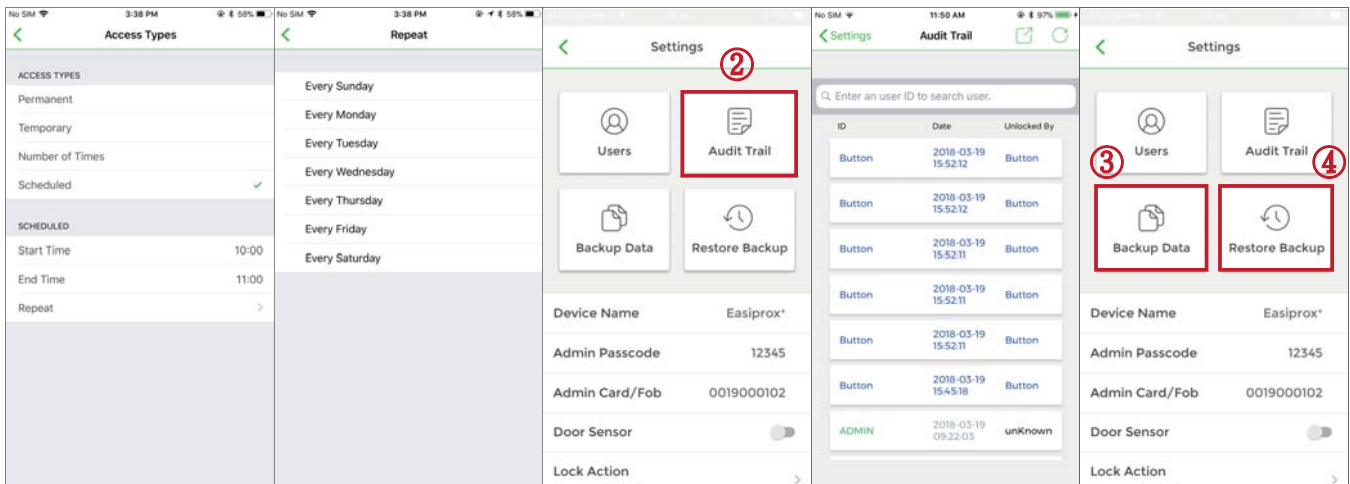 No SIM
3:38 PM
58%
Access Types
ACCESS TYPES
Permanent
Temporary
Number of Times
Scheduled
SCHEDULED
Start Time 10:00
End Time 11:00
Repeat
No SIM
3:38 PM
58%
Repeat
Every Sunday
Every Monday
Every Tuesday
Every Wednesday
Every Thursday
Every Friday
Every Saturday
Settings
②
Users
Audit Trail
Backup Data
Restore Backup
Device Name Easiprox+
Admin Passcode 12345
Admin Card/Fob 0019000102
Door Sensor
Lock Action
No SIM
11:50 AM
97%
Settings
Audit Trail
Enter an user ID to search user.
ID Date Unlocked By
Button 2018-03-19 15:52:12 Button
Button 2018-03-19 15:52:12 Button
Button 2018-03-19 15:52:11 Button
Button 2018-03-19 15:52:11 Button
Button 2018-03-19 15:52:11 Button
Button 2018-03-19 15:45:18 Button
ADMIN 2018-03-19 09:22:03 unKnown
Settings
Users
Audit Trail
③
④
Backup Data
Restore Backup
Device Name Easiprox+
Admin Passcode 12345
Admin Card/Fob 0019000102
Door Sensor
Lock Action